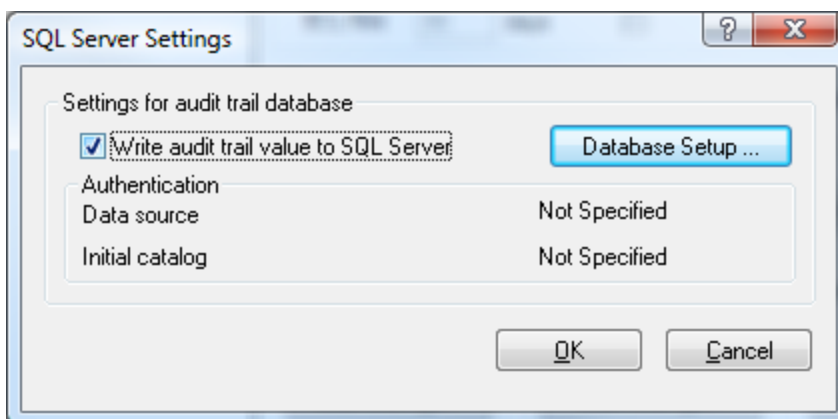 SQL Server Settings
?
Settings for audit trail database
Write audit trail value to SQL Server
Database Setup ...
Authentication
Data source Not Specified
Initial catalog Not Specified
OK
Cancel